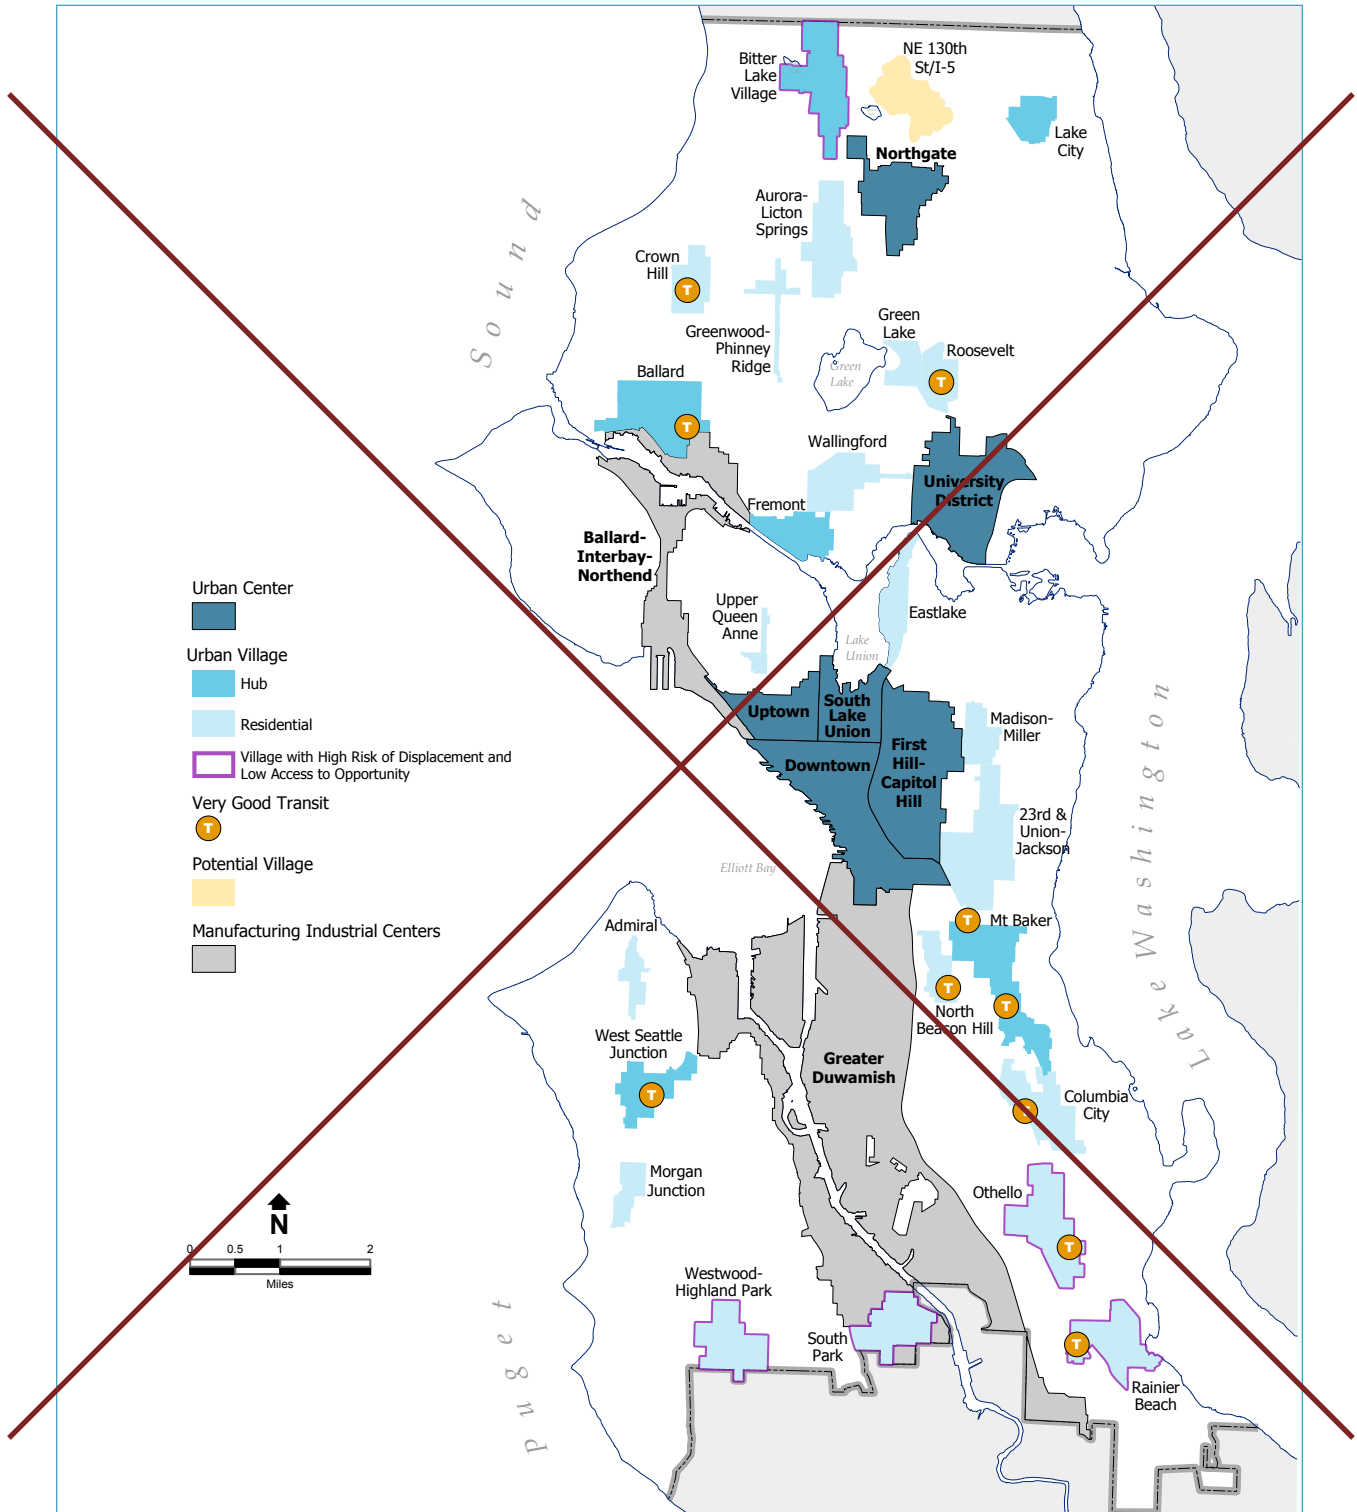 Bitter
Lake
Village
NE 130th
St/I-5
Lake
City
Northgate
Aurora-
Licton
Springs
Sound
Crown
Hill
T
Greenwood-
Phinney
Ridge
Green
Lake
Roosevelt
T
Green
Lake
Ballard
T
Wallingford
University
District
Fremont
Ballard-
Interbay-
Northend
Upper
Queen
Anne
Eastlake
Lake
Union
Urban Center
Urban Village
Hub
Residential
Village with High Risk of Displacement and
Low Access to Opportunity
Very Good Transit
T
Potential Village
Manufacturing Industrial Centers
Uptown
South
Lake
Union
Downtown
First
Hill-
Capitol
Hill
Madison-
Miller
23rd &
Union-
Jackson
Lake Washington
Elliott Bay
Admiral
T
Mt Baker
T
North
Beacon Hill
T
West Seattle
Junction
T
Greater
Duwamish
Columbia
City
T
Morgan
Junction
Othello
T
N
0 0.5 1 2
Miles
Westwood-
Highland Park
South
Park
T
Rainier
Beach
Puget